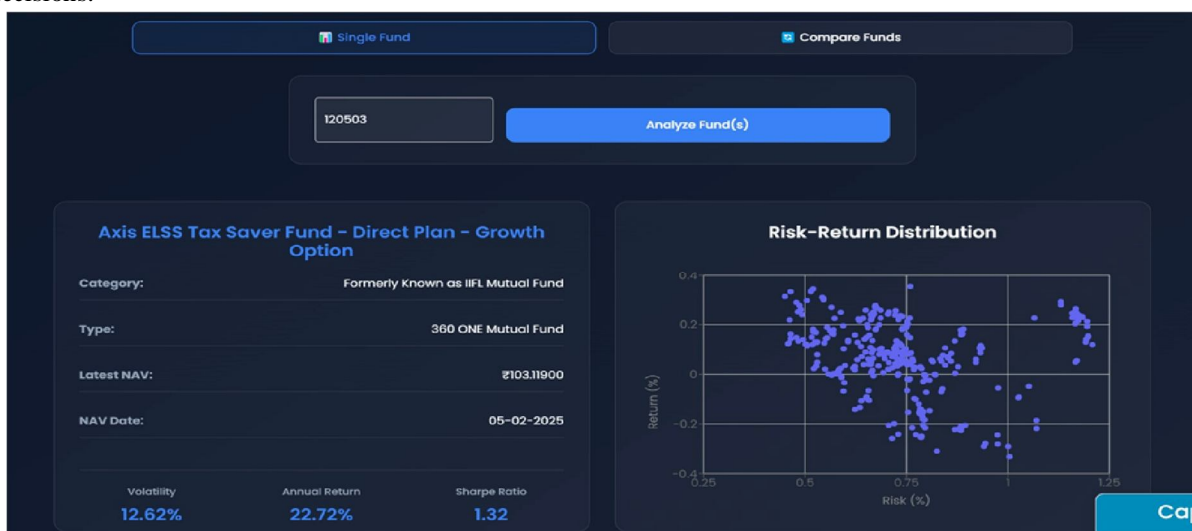 Single Fund
Compare Funds
120503
Analyze Fund(s)
Axis ELSS Tax Saver Fund - Direct Plan - Growth
Option
Category: Formerly Known as IIFL Mutual Fund
Type: 360 ONE Mutual Fund
Latest NAV: ₹103.11900
NAV Date: 05-02-2025
Volatility Annual Return Sharpe Ratio
12.62% 22.72% 1.32
Risk-Return Distribution
0.4
0.2
0
-0.2
-0.4
Return (%)
0.25 0.5 0.75 1 1.25
Risk (%)